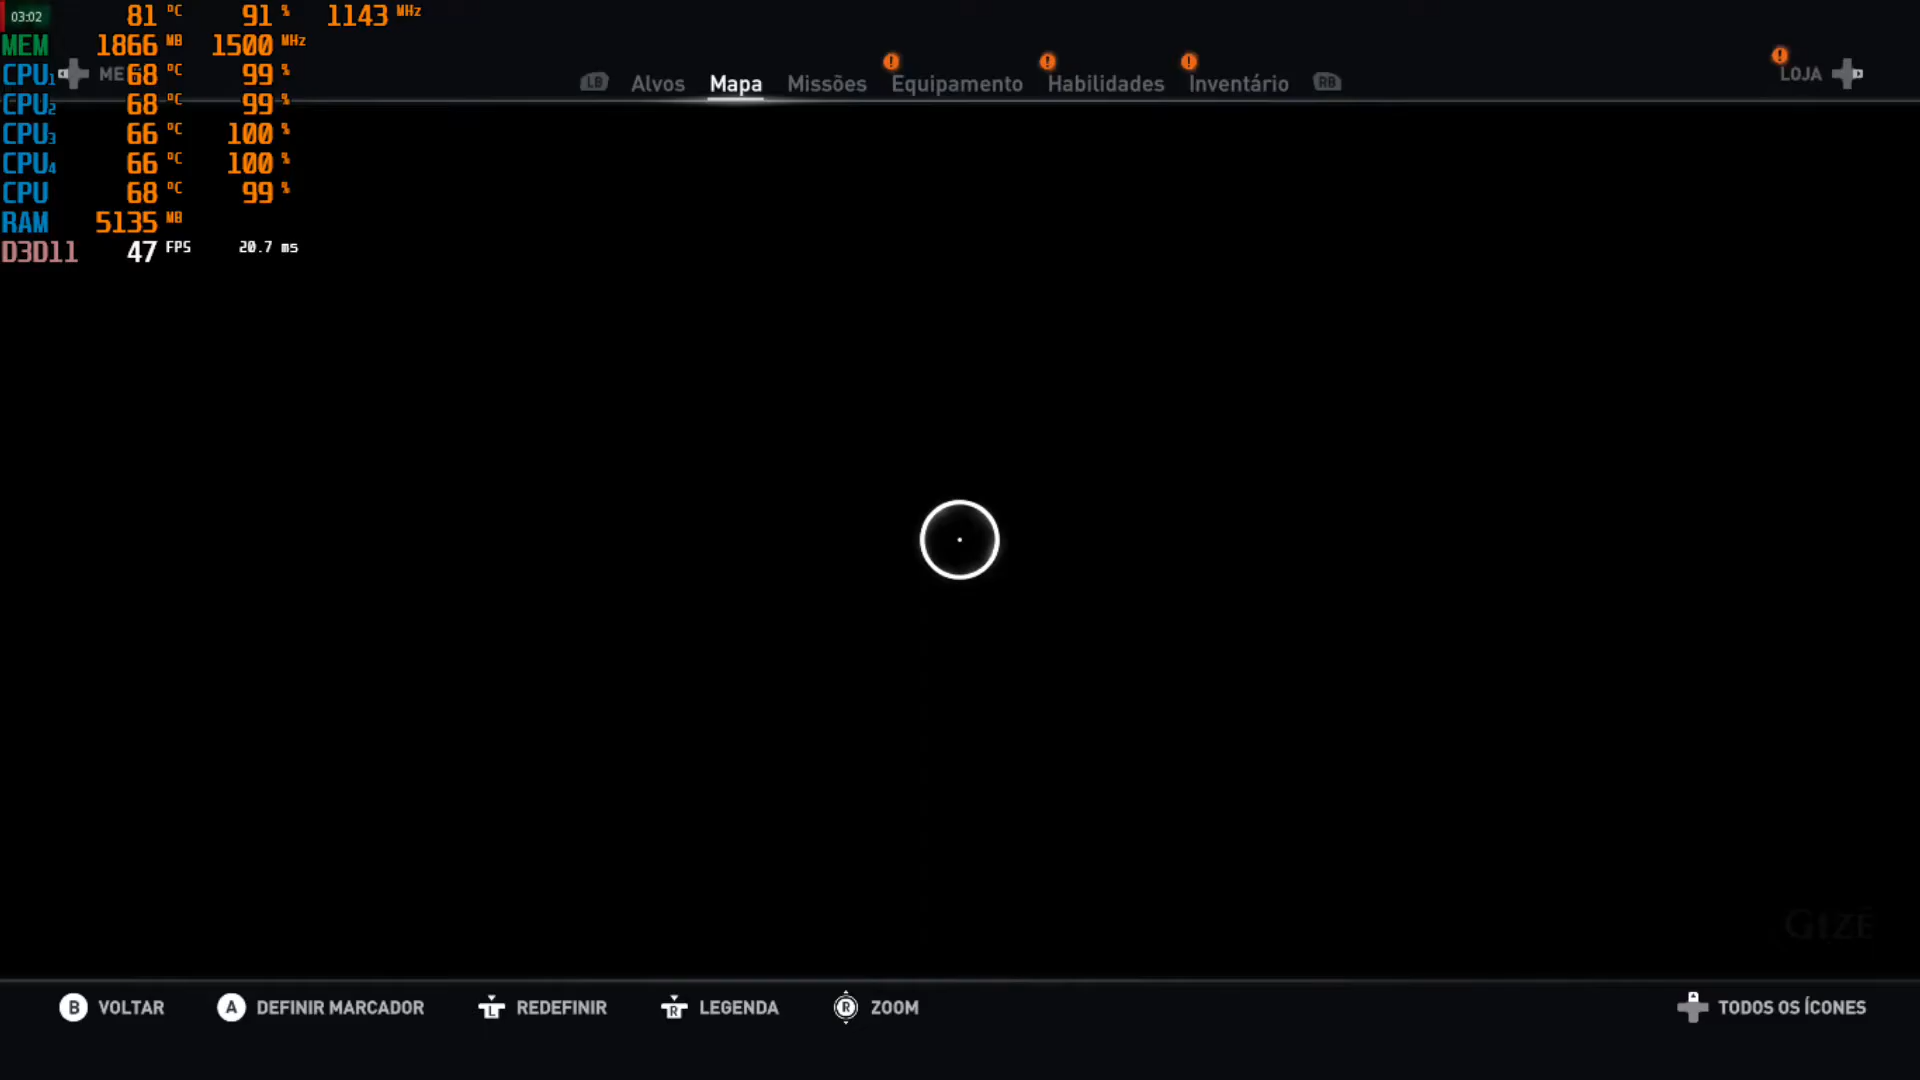 03:02 81 °C 91 % 1143 MHz
MEM 1866 MB 1500 MHz
CPU1 68 °C 99 %
CPU2 68 °C 99 %
CPU3 66 °C 100 %
CPU4 66 °C 100 %
CPU 68 °C 99 %
RAM 5135 MB
D3D11 47 FPS 20.7 ms
LB Alvos Mapa Missões ! Equipamento ! Habilidades ! Inventário RB
! LOJA
GIZÉ
B VOLTAR A DEFINIR MARCADOR L REDEFINIR R LEGENDA R ZOOM TODOS OS ÍCONES